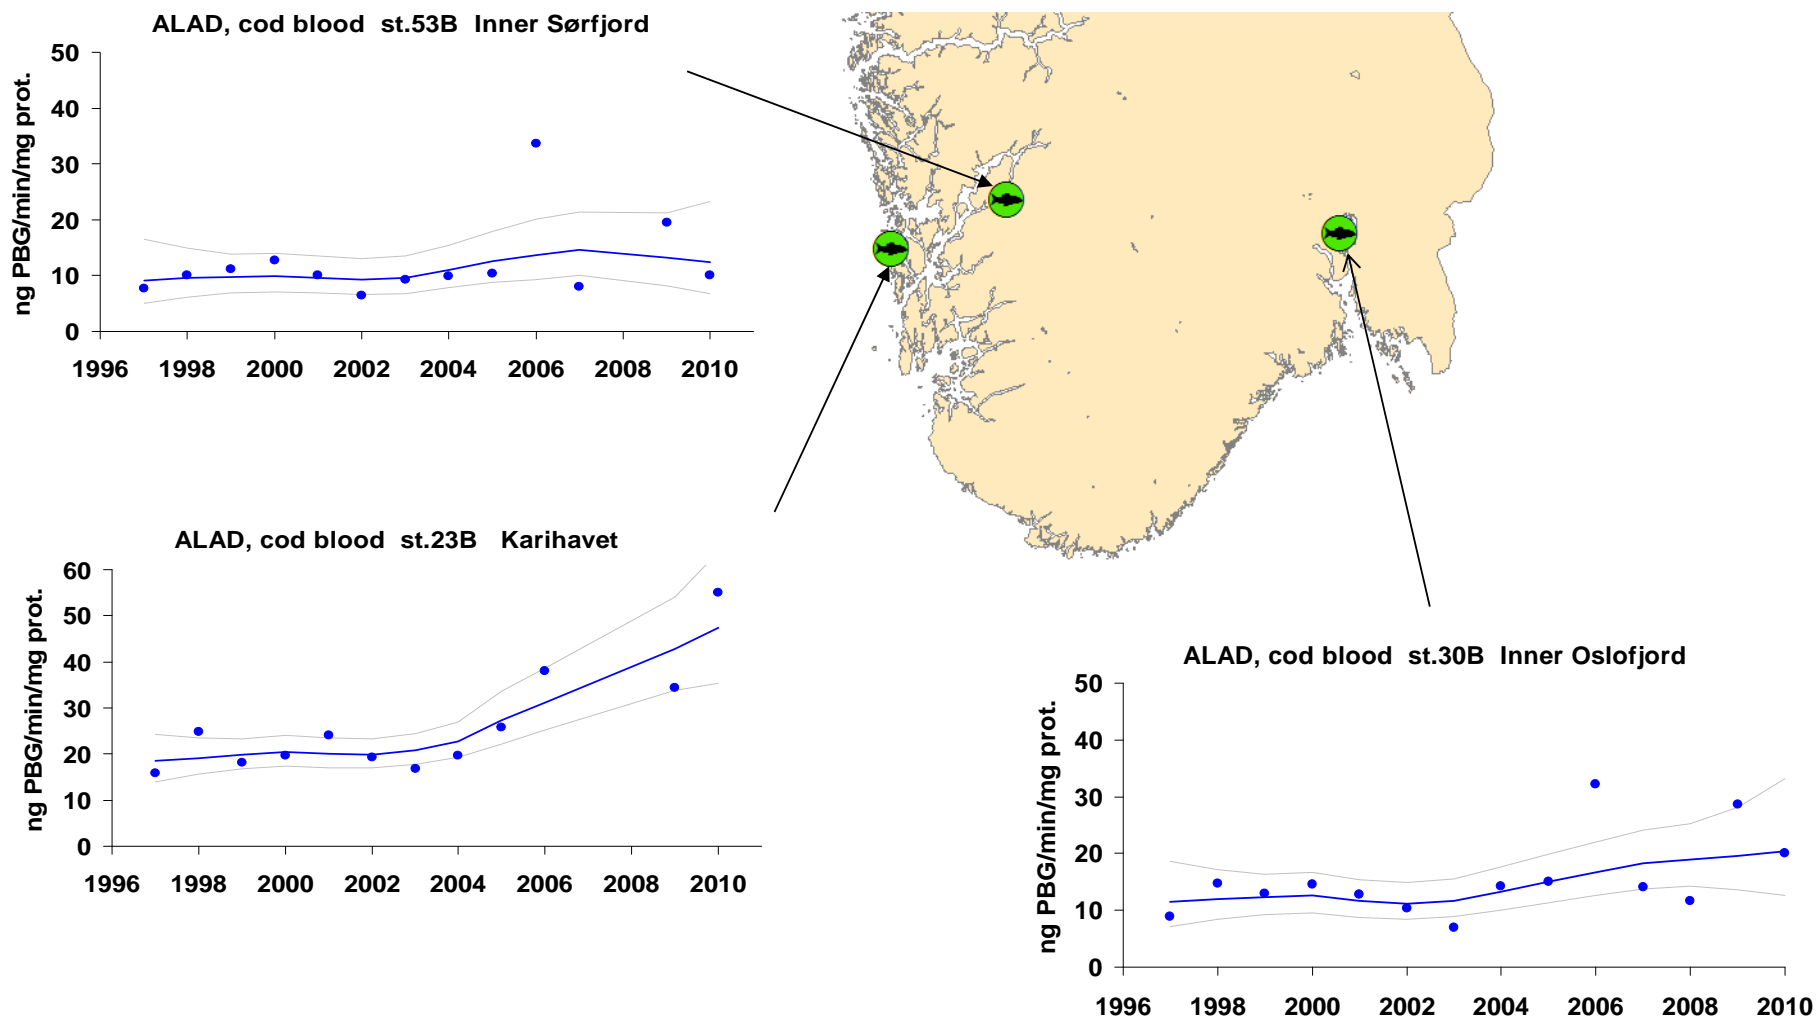 ALAD, cod blood st.53B Inner Sørfjord
ng PBG/min/mg prot.
50
40
30
20
10
0
1996 1998 2000 2002 2004 2006 2008 2010
ALAD, cod blood st.23B Karihavet
ng PBG/min/mg prot.
60
50
40
30
20
10
0
1996 1998 2000 2002 2004 2006 2008 2010
ALAD, cod blood st.30B Inner Oslofjord
ng PBG/min/mg prot.
50
40
30
20
10
0
1996 1998 2000 2002 2004 2006 2008 2010